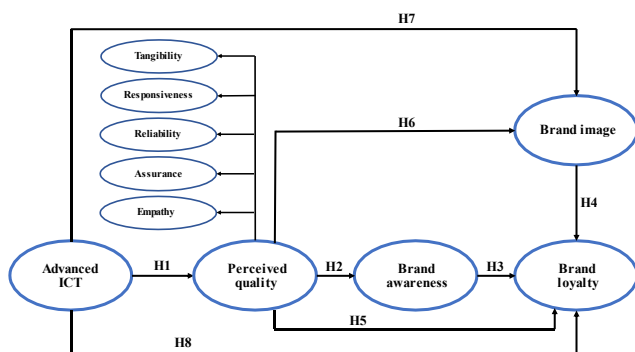 H7
Tangibility
Responsiveness
Reliability
Assurance
Empathy
H6
Brand image
H4
Advanced
ICT
H1
Perceived
quality
H2
Brand
awareness
H3
Brand
loyalty
H5
H8